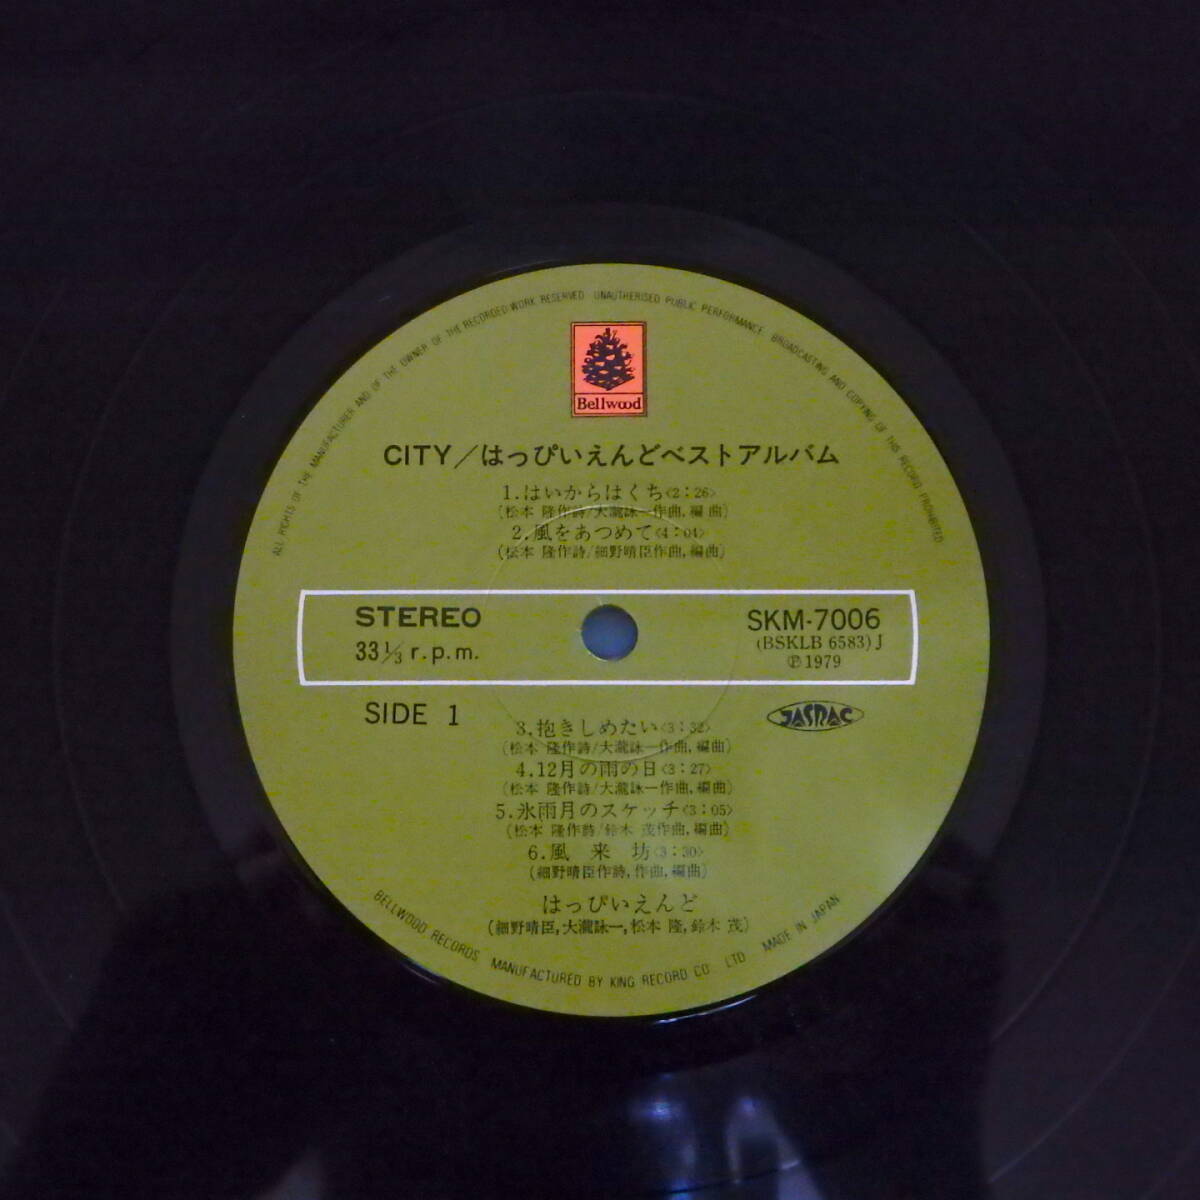 ALL RIGHTS OF THE MANUFACTURER AND OF THE OWNER OF THE RECORDED WORK RESERVED UNAUTHORISED PUBLIC PERFORMANCE BROADCASTING AND COPYING OF THIS RECORD PROHIBITED
Bellwood
CITY/はっぴいえんどベストアルバム
1.はいからはくち<2:26>
(松本 隆作詩/大瀧詠一作曲,編曲)
2.風をあつめて<4:04>
(松本 隆作詩/細野晴臣作曲,編曲)
STEREO
33 1/3 r.p.m.
SKM-7006
(BSKLB 6583) J
Ⓟ1979
SIDE 1
JASRAC
3.抱きしめたい<3:32>
(松本 隆作詩/大瀧詠一作曲,編曲)
4.12月の雨の日<3:27>
(松本 隆作詩/大瀧詠一作曲,編曲)
5.氷雨月のスケッチ<3:05>
(松本 隆作詩/鈴木 茂作曲,編曲)
6.風 来 坊<3:30>
(細野晴臣作詩,作曲,編曲)
はっぴいえんど
(細野晴臣,大瀧詠一,松本 隆,鈴木 茂)
BELLWOOD RECORDS, MANUFACTURED BY KING RECORD CO. LTD MADE IN JAPAN